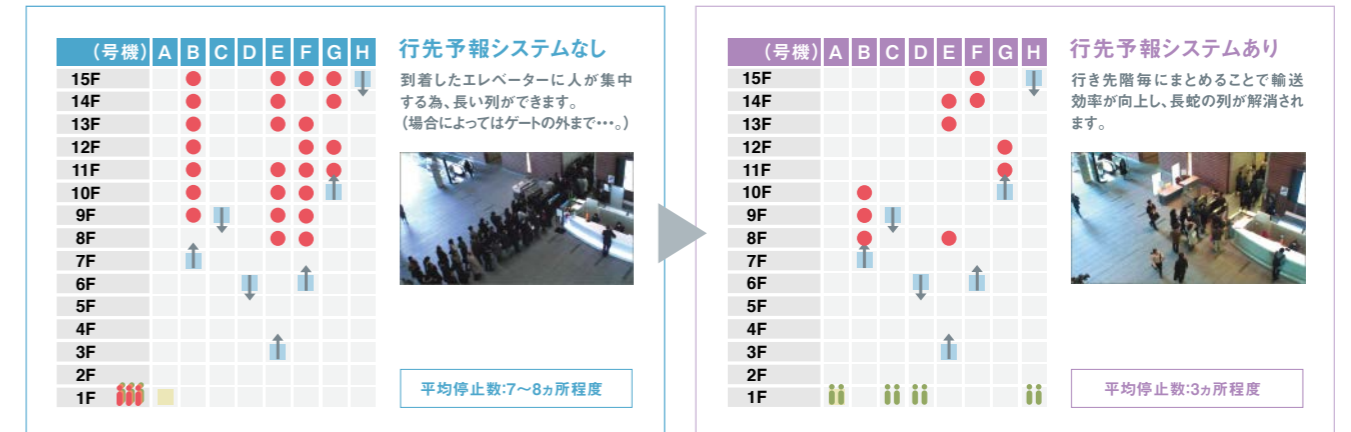 (号機) A B C D E F G H
15F
14F
13F
12F
11F
10F
9F
8F
7F
6F
5F
4F
3F
2F
1F
行先予報システムなし
到着したエレベーターに人が集中
する為、長い列ができます。
(場合によってはゲートの外まで・・・。)
平均停止数:7〜8ヵ所程度
(号機) A B C D E F G H
15F
14F
13F
12F
11F
10F
9F
8F
7F
6F
5F
4F
3F
2F
1F
行先予報システムあり
行き先階毎にまとめることで輸送
効率が向上し、長蛇の列が解消され
ます。
平均停止数:3ヵ所程度